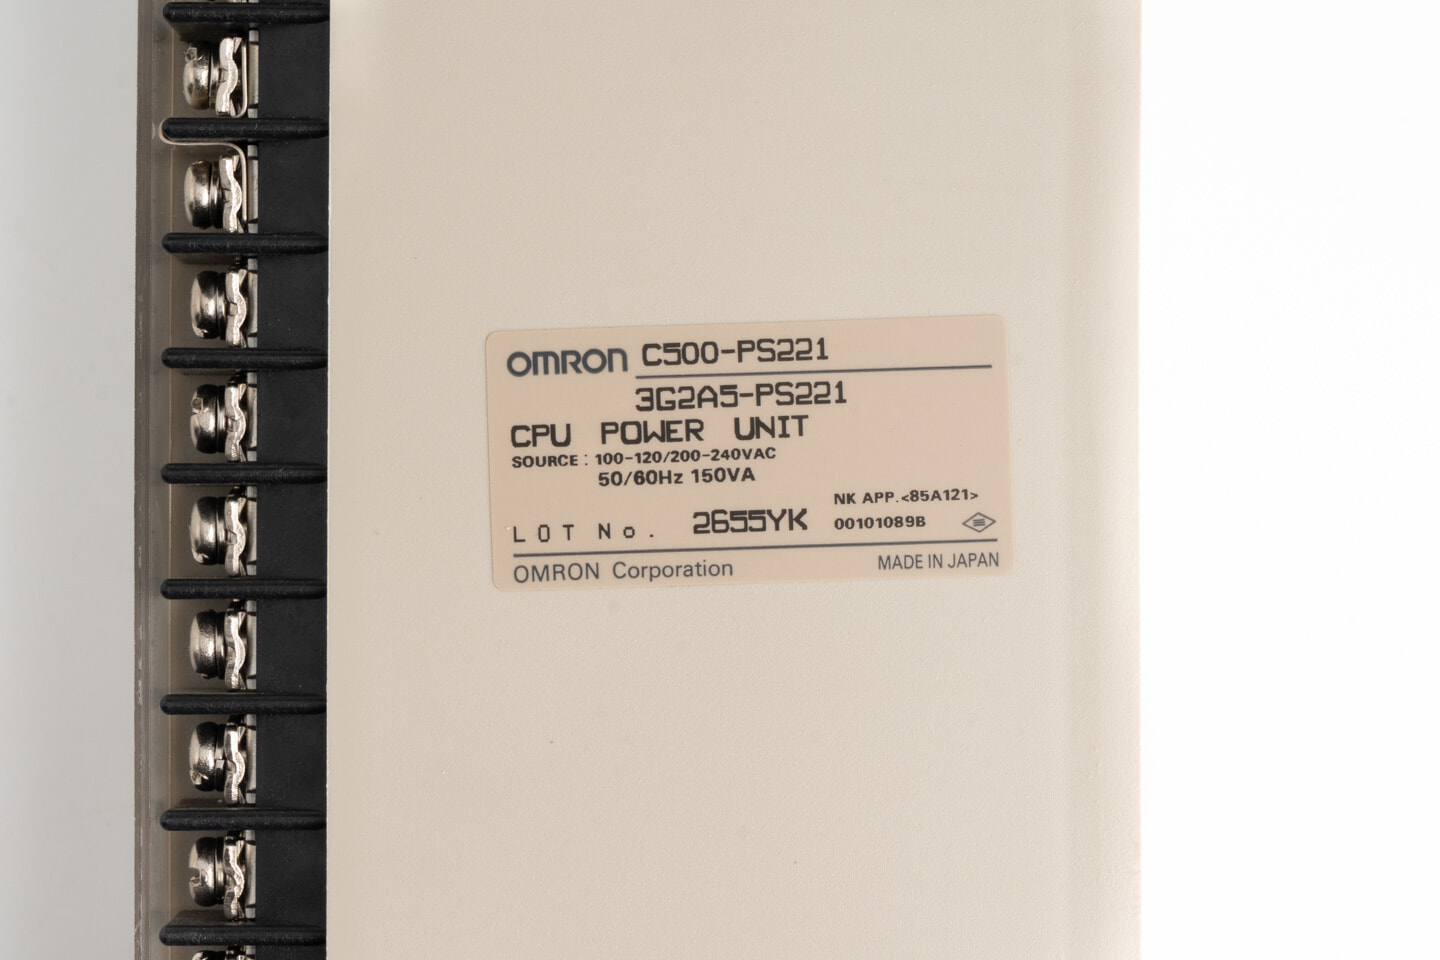 OMRON C500-PS221
3G2A5-PS221
CPU POWER UNIT
SOURCE : 100-120/200-240VAC
50/60Hz 150VA
NK APP.<85A121>
LOT No. 2655YK 00101089B
OMRON Corporation MADE IN JAPAN